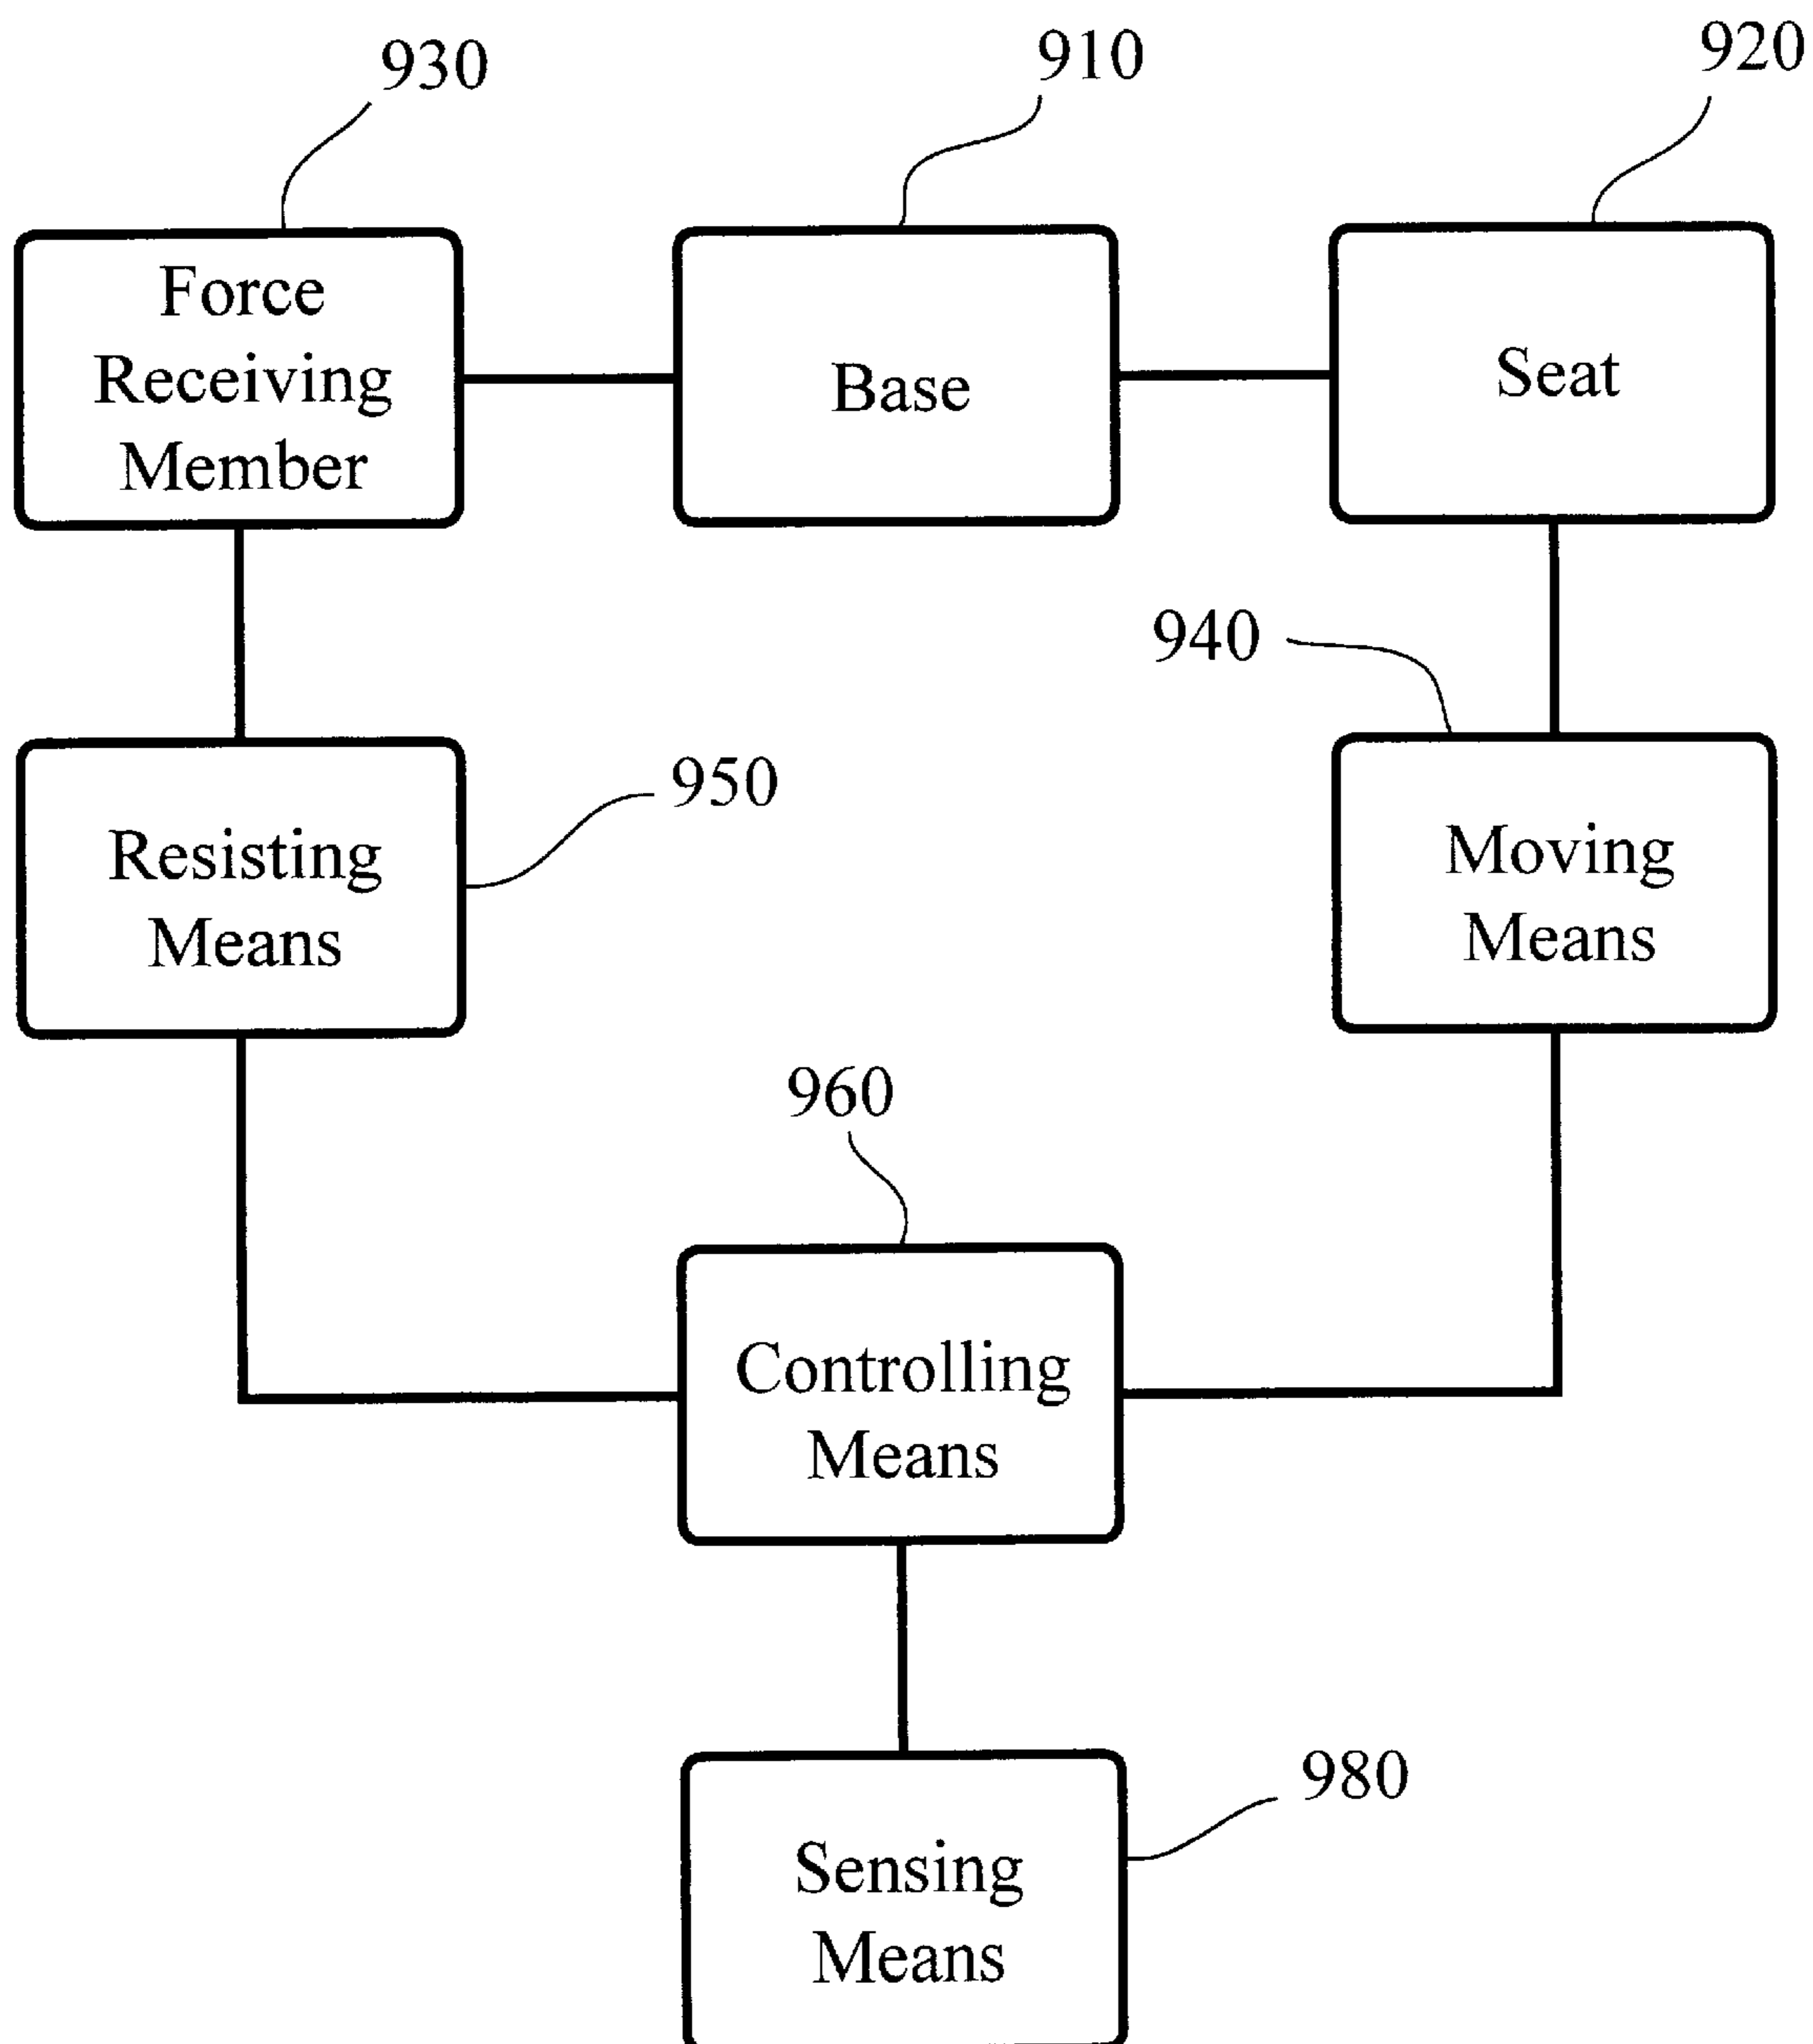 930
910
920
Force
Receiving
Member
Base
Seat
940
950
Resisting
Means
Moving
Means
960
Controlling
Means
980
Sensing
Means